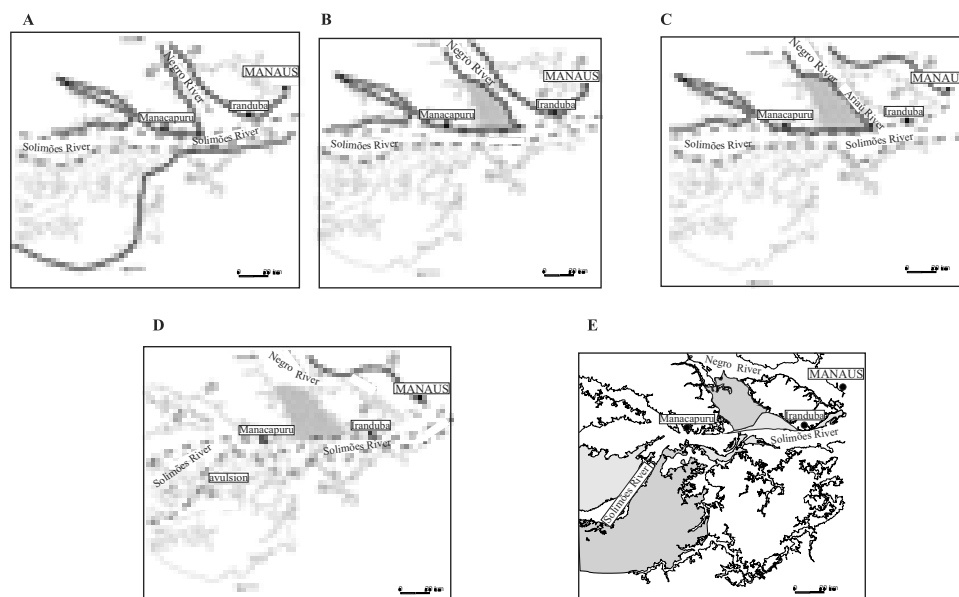 A
Negro River
MANAUS
Iranduba
Manacapuru
Solimões River
Solimões River
B
Negro River
MANAUS
Iranduba
Manacapuru
Solimões River
C
Negro River
MANAUS
Ariaú River
Iranduba
Manacapuru
Solimões River
Solimões River
D
Negro River
MANAUS
Iranduba
Manacapuru
Solimões River
Solimões River
avulsion
E
Negro River
MANAUS
Manacapuru
Iranduba
Solimões River
Solimões River